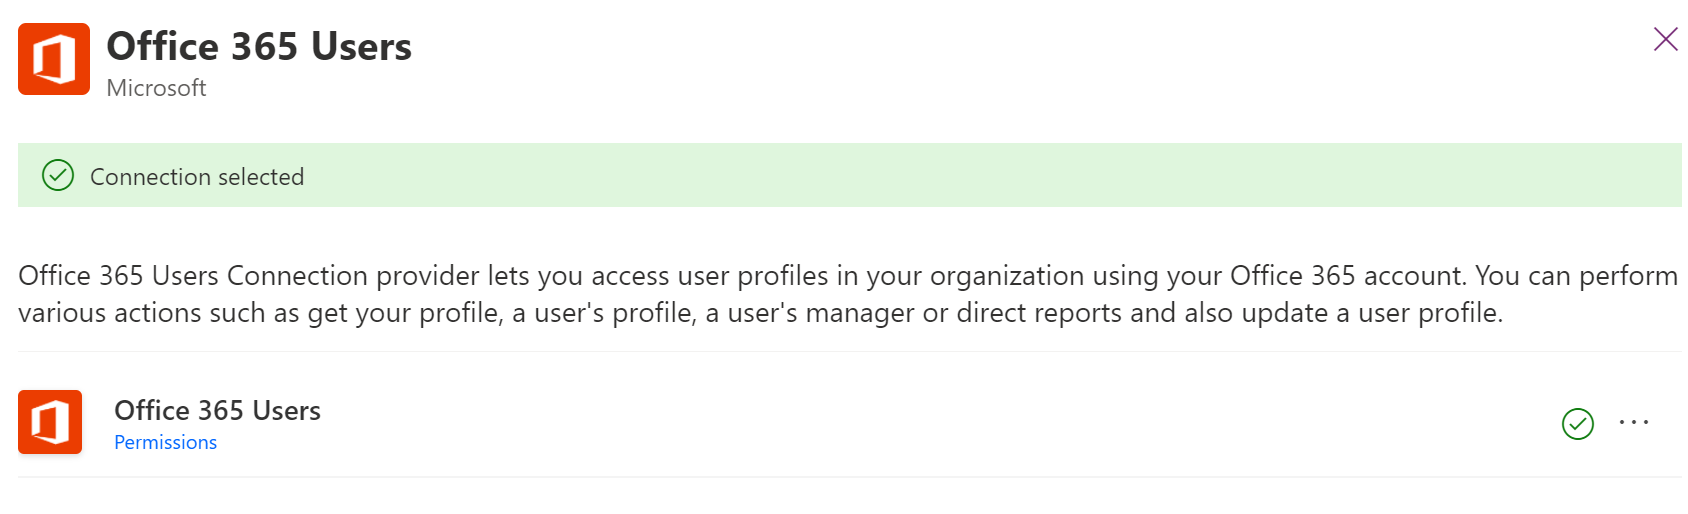 Office 365 Users
Microsoft
Connection selected
Office 365 Users Connection provider lets you access user profiles in your organization using your Office 365 account. You can perform
various actions such as get your profile, a user's profile, a user's manager or direct reports and also update a user profile.
Office 365 Users
Permissions